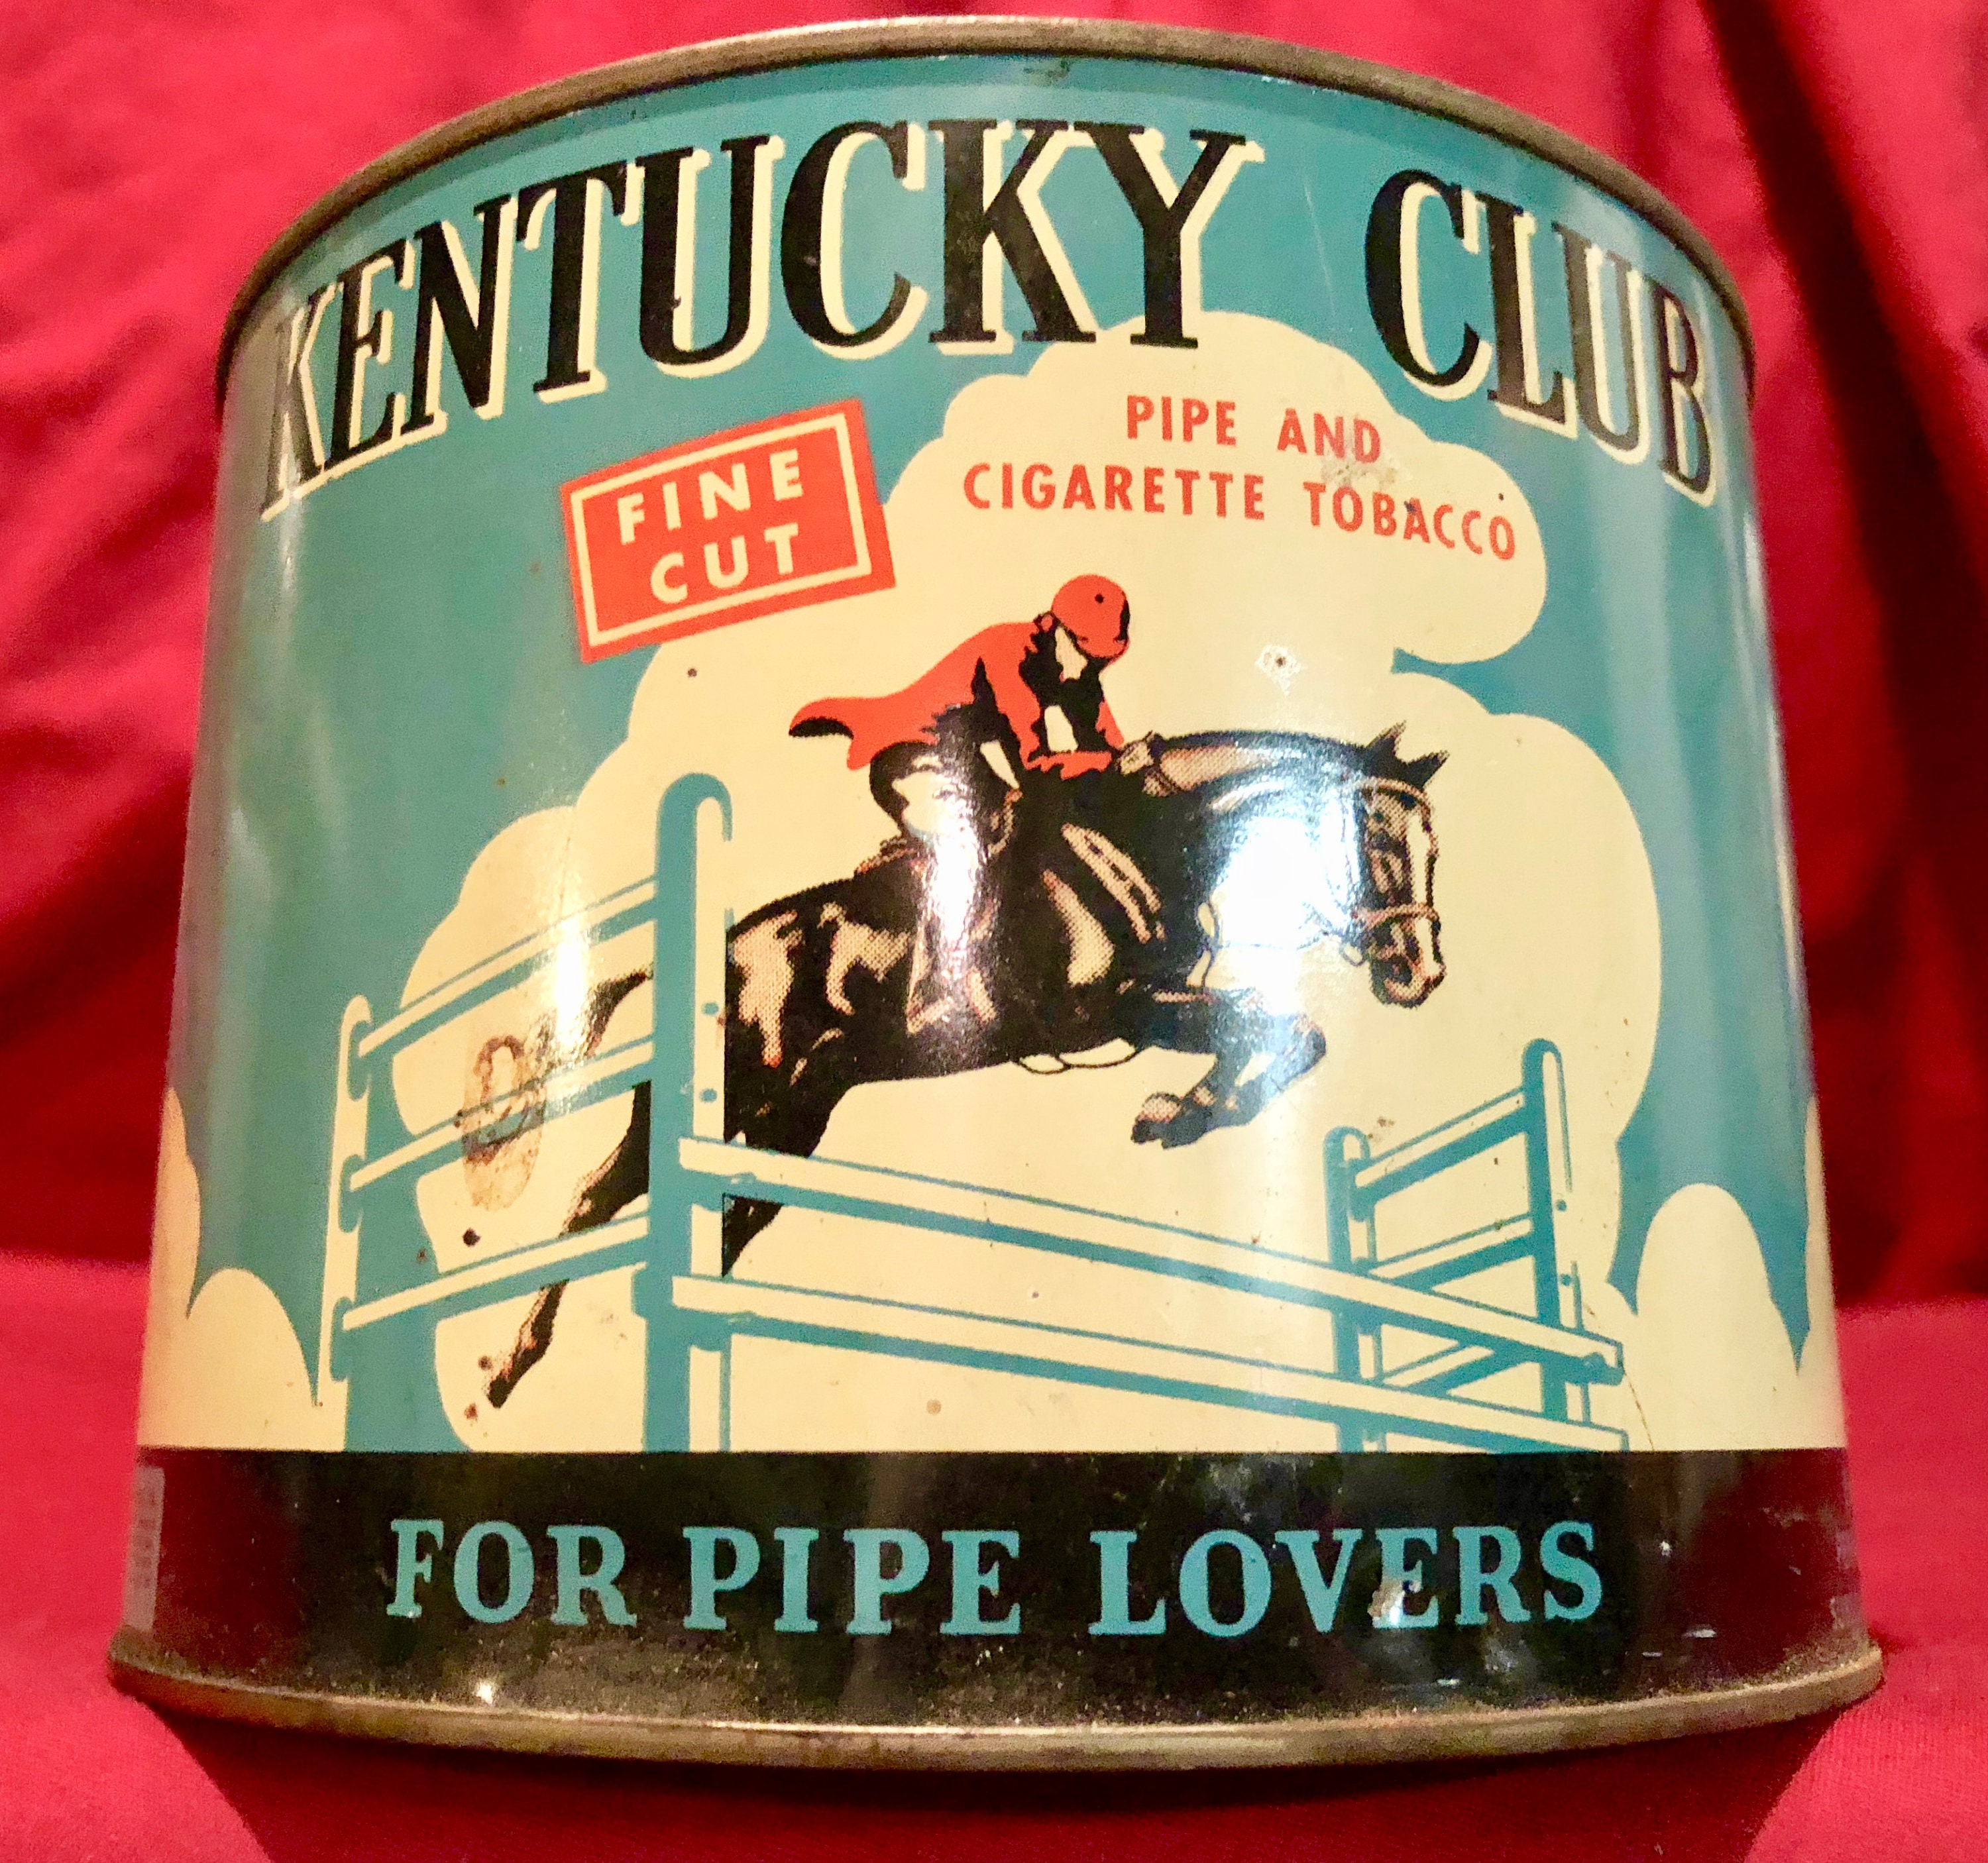 KENTUCKY CLUB
FINE
CUT
PIPE AND
CIGARETTE TOBACCO
FOR PIPE LOVERS